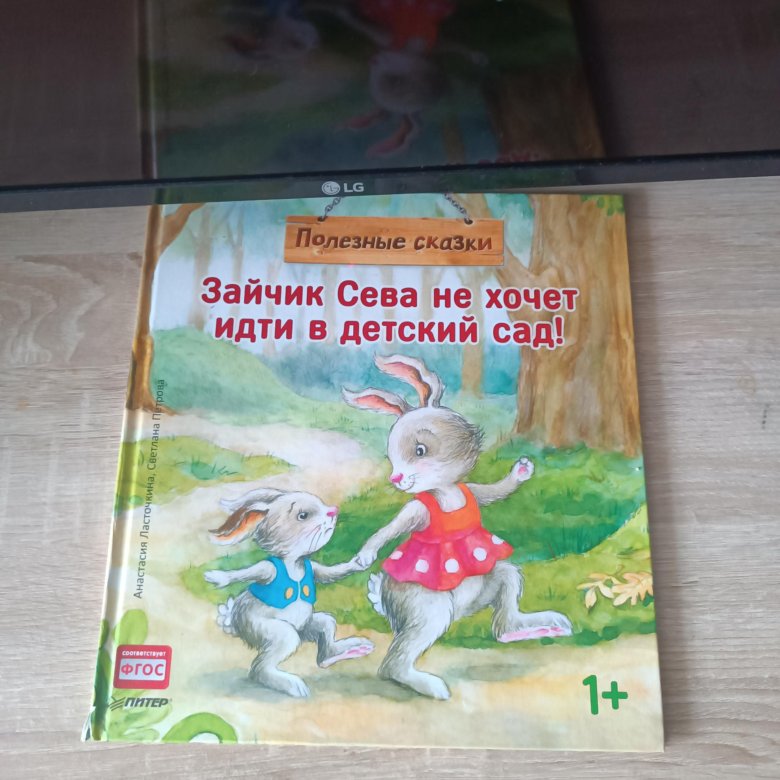 LG
Полезные сказки
Зайчик Сева не хочет
идти в детский сад!
Анастасия Ласточкина, Светлана Петрова
соответствует
ФГОС
ПИТЕР
1+